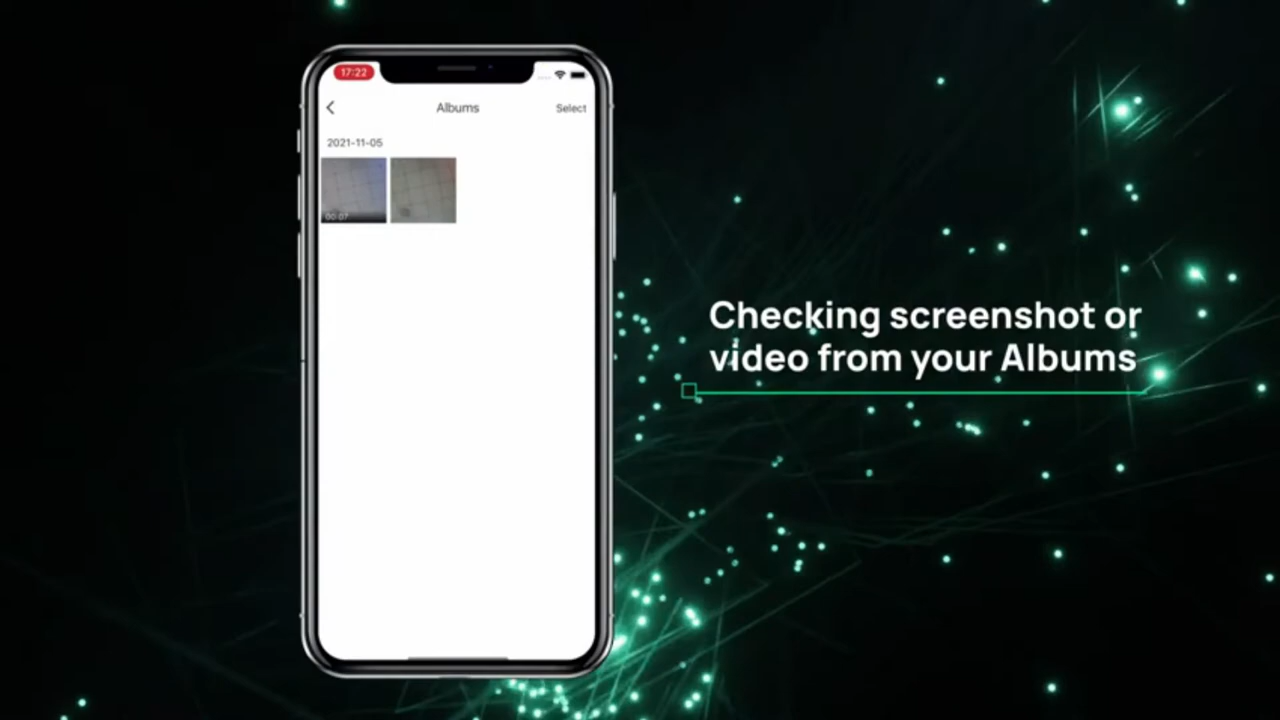 17:22
Albums
Select
2021-11-05
00:07
Checking screenshot or
video from your Albums